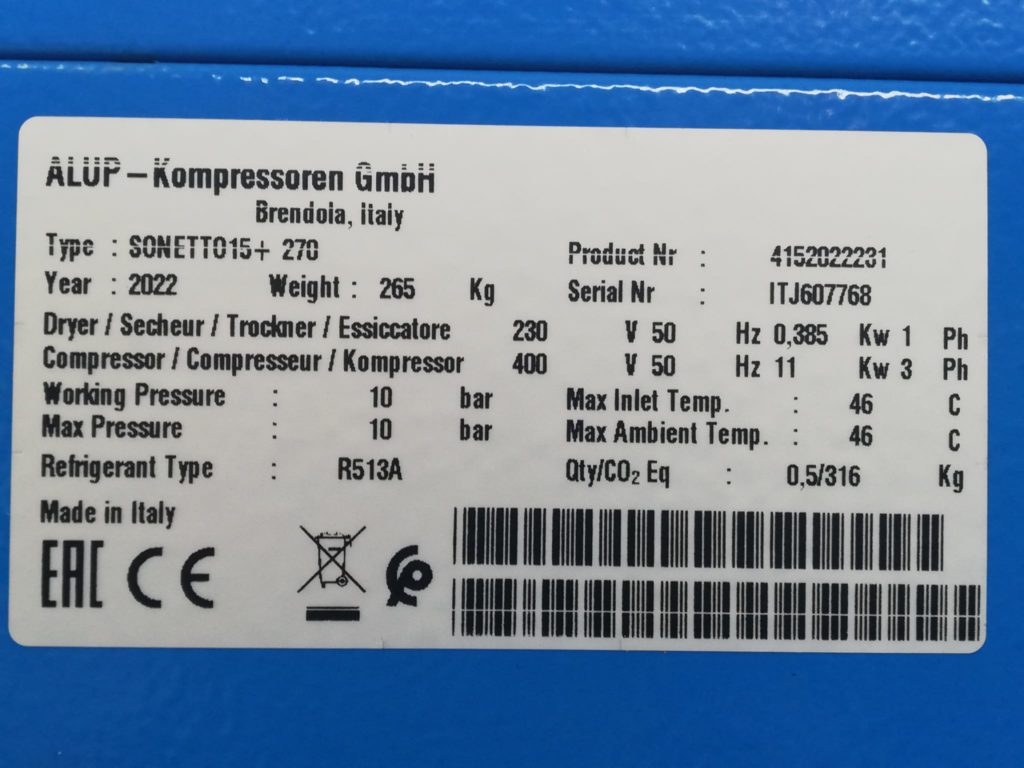 ALUP-Kompressoren GmbH
Brendola, Italy
Type : SONETTO15+ 270
Product Nr : 4152022231
Year : 2022 Weight : 265 Kg
Serial Nr : ITJ607768
Dryer / Secheur / Trockner / Essiccatore 230 V 50 Hz 0,385 Kw 1 Ph
Compressor / Compresseur / Kompressor 400 V 50 Hz 11 Kw 3 Ph
Working Pressure : 10 bar
Max Inlet Temp. : 46 C
Max Pressure : 10 bar
Max Ambient Temp. : 46 C
Refrigerant Type : R513A
Qty/CO₂ Eq : 0,5/316 Kg
Made in Italy
EAC CE